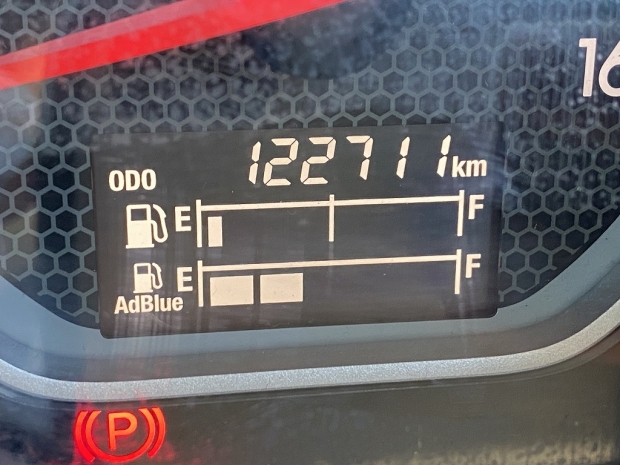 16
ODO 122711 km
E F
E F
AdBlue
(P)